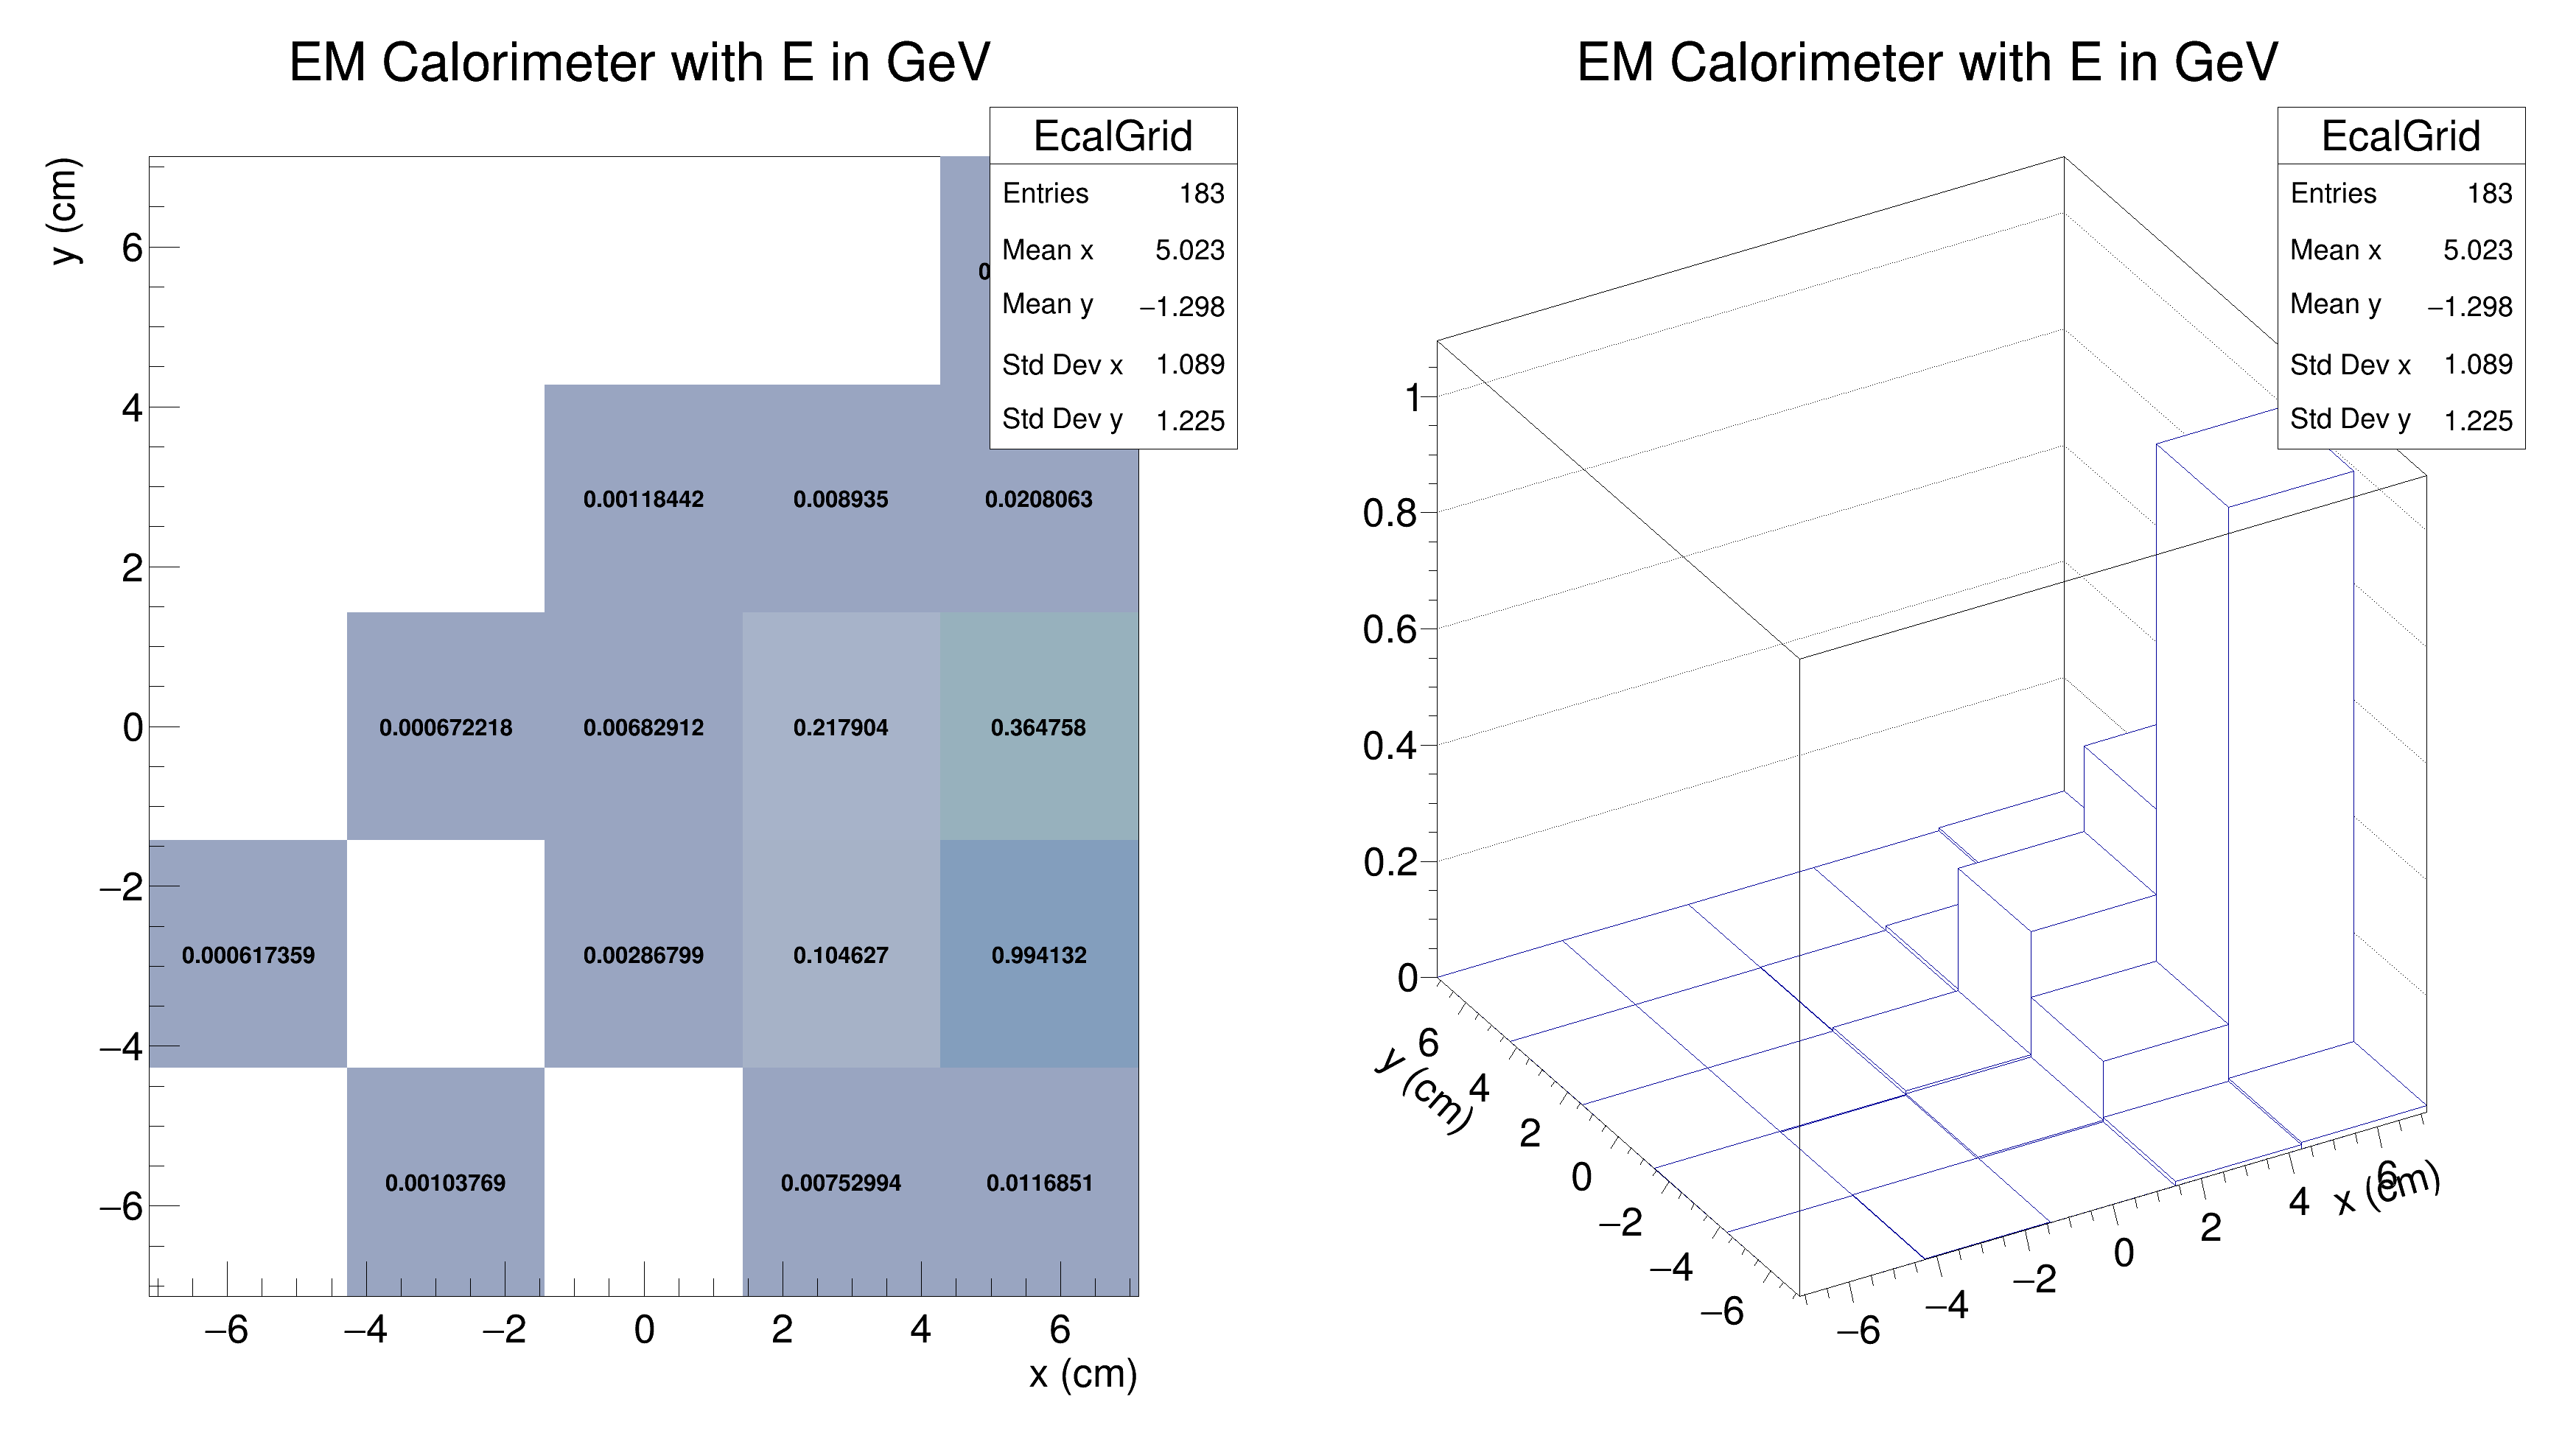 EM Calorimeter with E in GeV
EcalGrid
Entries 183
Mean x 5.023
Mean y −1.298
Std Dev x 1.089
Std Dev y 1.225
y (cm)
6
4
2
0
−2
−4
−6
0.00118442 0.008935 0.0208063
0.000672218 0.00682912 0.217904 0.364758
0.000617359 0.00286799 0.104627 0.994132
0.00103769 0.00752994 0.0116851
−6 −4 −2 0 2 4 6
x (cm)
EM Calorimeter with E in GeV
EcalGrid
Entries 183
Mean x 5.023
Mean y −1.298
Std Dev x 1.089
Std Dev y 1.225
1
0.8
0.6
0.4
0.2
0
y (cm)
6
4
2
0
−2
−4
−6
−6 −4 −2 0 2 4 6
x (cm)